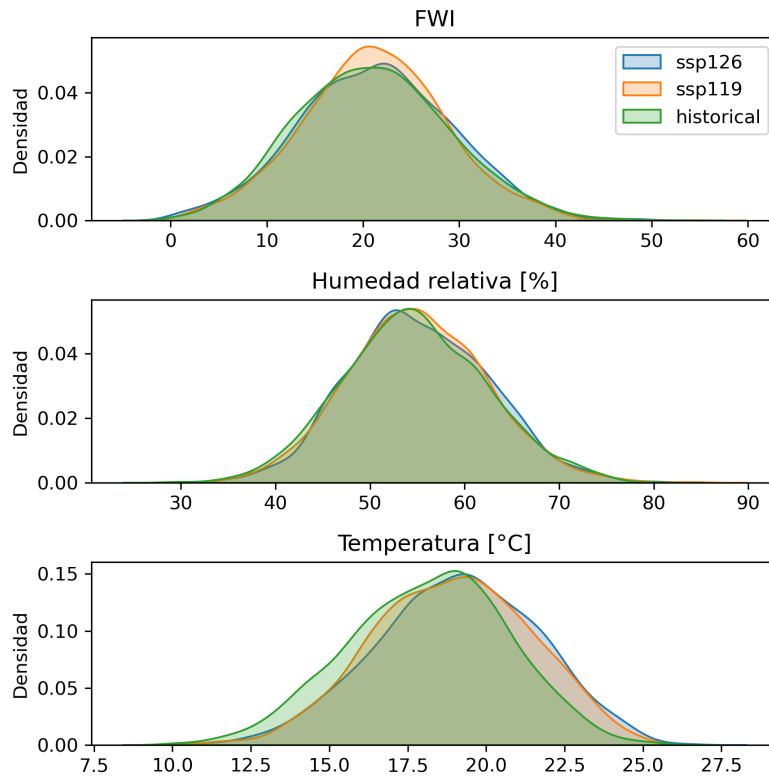 FWI
Densidad
0.04
0.02
0.00
ssp126
ssp119
historical
0 10 20 30 40 50 60
Humedad relativa [%]
Densidad
0.04
0.02
0.00
30 40 50 60 70 80 90
Temperatura [°C]
Densidad
0.15
0.10
0.05
0.00
7.5 10.0 12.5 15.0 17.5 20.0 22.5 25.0 27.5